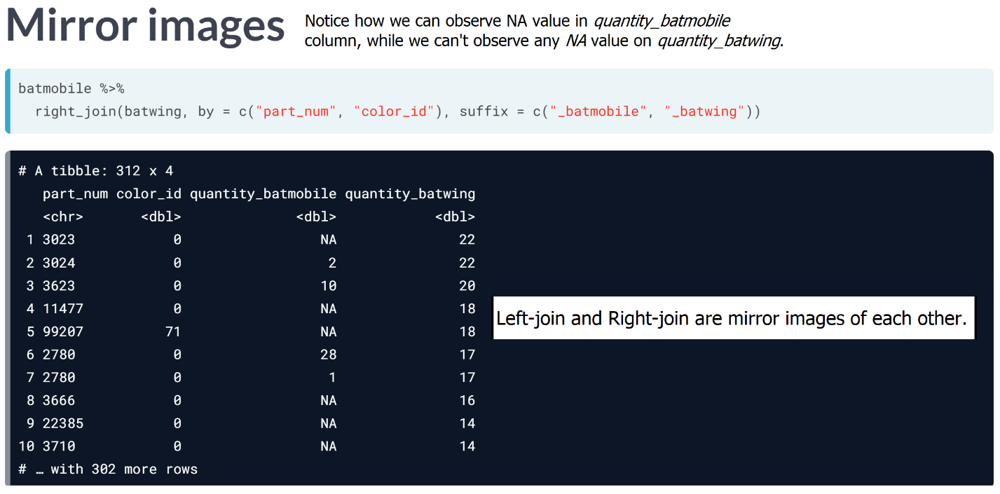 Mirror images
Notice how we can observe NA value in quantity_batmobile
column, while we can't observe any NA value on quantity_batwing.
batmobile %>%
  right_join(batwing, by = c("part_num", "color_id"), suffix = c("_batmobile", "_batwing"))
# A tibble: 312 x 4
   part_num color_id quantity_batmobile quantity_batwing
   <chr>       <dbl>              <dbl>            <dbl>
 1 3023            0                 NA               22
 2 3024            0                  2               22
 3 3623            0                 10               20
 4 11477           0                 NA               18
 5 99207          71                 NA               18
 6 2780            0                 28               17
 7 2780            0                  1               17
 8 3666            0                 NA               16
 9 22385           0                 NA               14
10 3710            0                 NA               14
# … with 302 more rows
Left-join and Right-join are mirror images of each other.